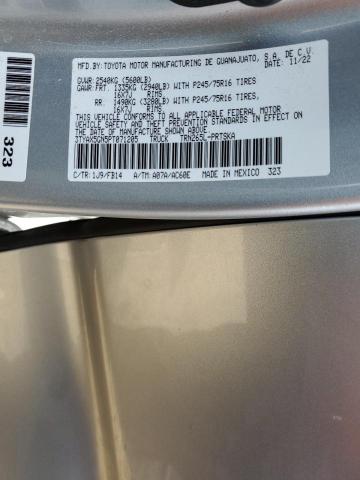 MFD.BY:TOYOTA MOTOR MANUFACTURING DE GUANAJUATO, S.A. DE C.V.
DATE: 11/22
GVWR:2540KG (5600LB)
GAWR:FRT. 1335KG (2940LB)WITH P245/75R16 TIRES
16X7J RIMS
RR. 1490KG (3280LB)WITH P245/75R16 TIRES,
16X7J RIMS
THIS VEHICLE CONFORMS TO ALL APPLICABLE FEDERAL MOTOR
VEHICLE SAFETY AND BUMPER STANDARDS IN EFFECT ON
THE DATE OF MANUFACTURE SHOWN ABOVE.
3TYAX5GN5PT071205 TRUCK TRN265L-PRTSKA
C/TR:1J9/FB14 A/TM:A07A/AC60E MADE IN MEXICO 323
323